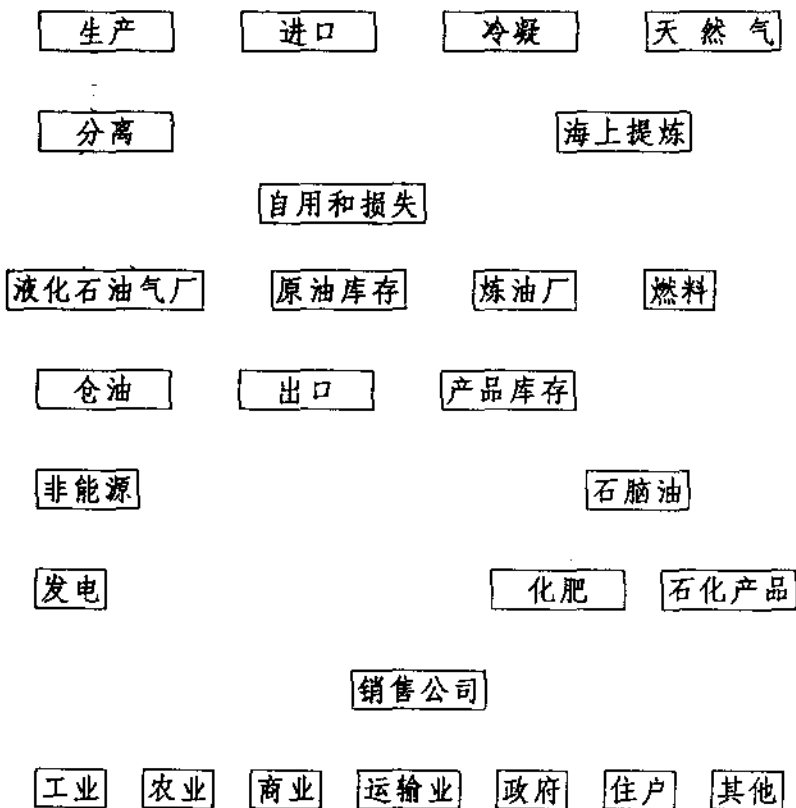 生产 进口 冷凝 天然气
分离 海上提炼
自用和损失
液化石油气厂 原油库存 炼油厂 燃料
仓油 出口 产品库存
非能源 石脑油
发电 化肥 石化产品
销售公司
工业 农业 商业 运输业 政府 住户 其他